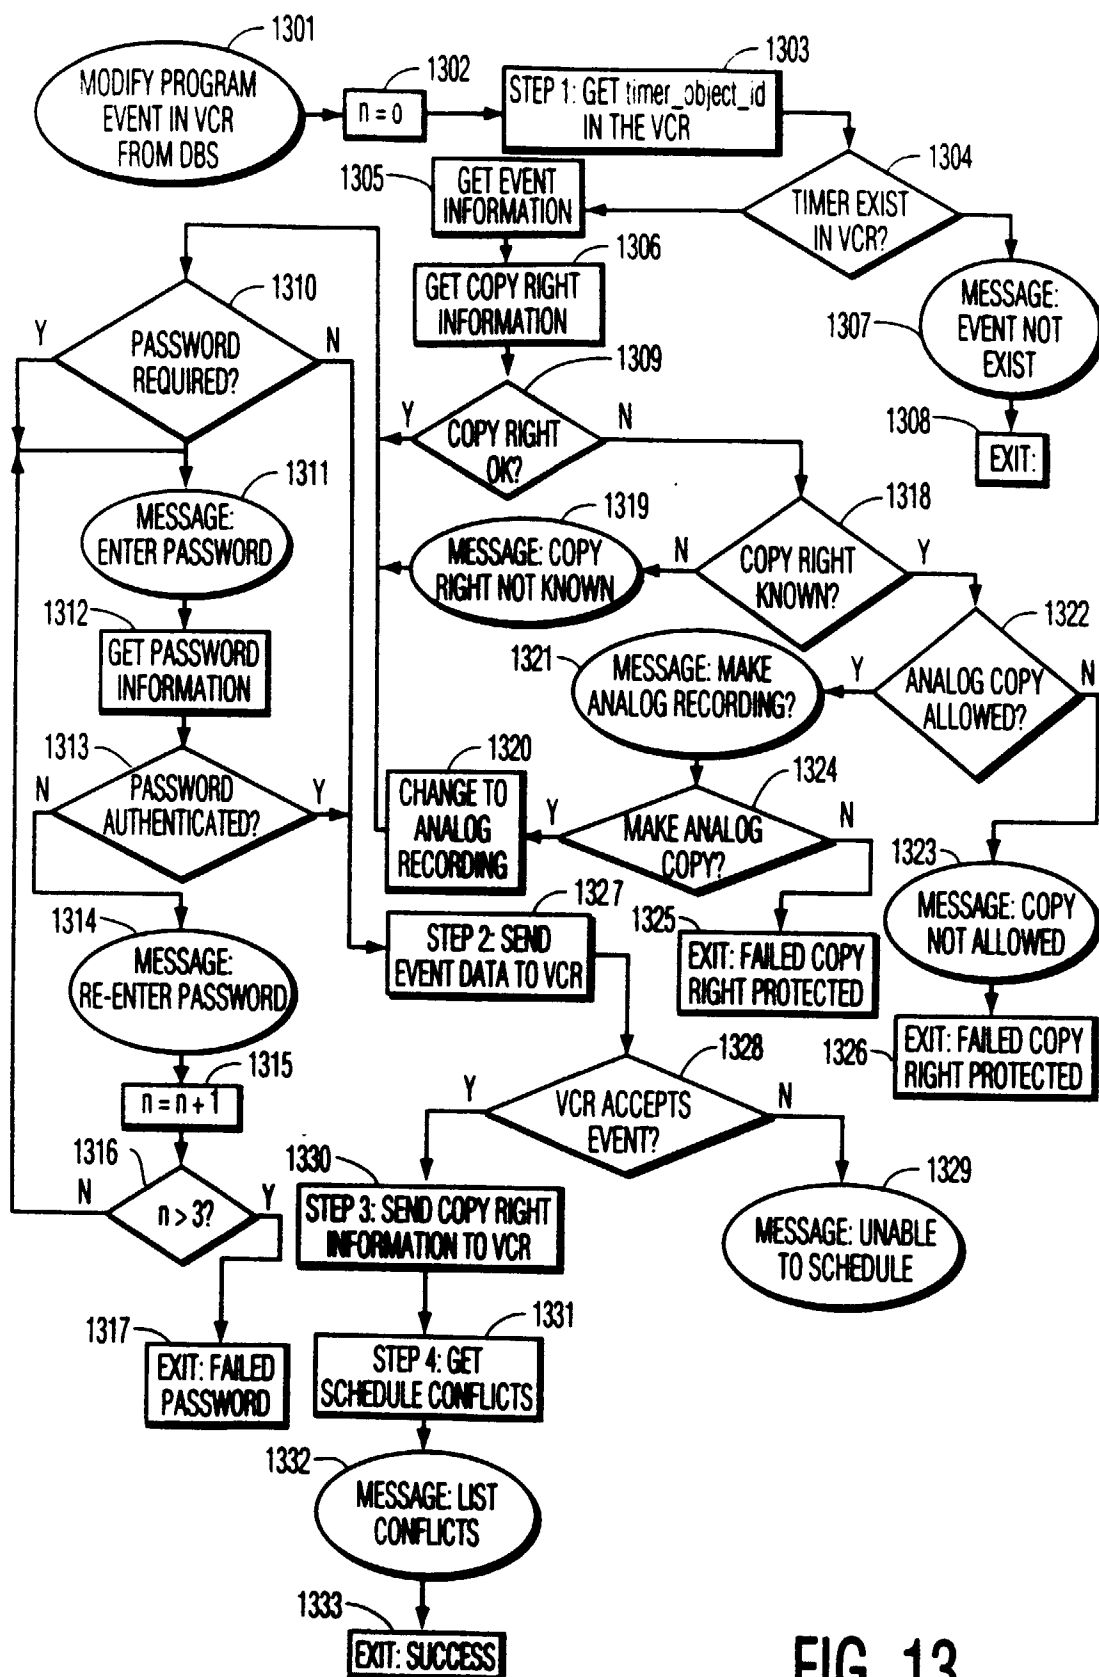 1301
MODIFY PROGRAM
EVENT IN VCR
FROM DBS
1302
n = 0
1303
STEP 1: GET timer_object_id
IN THE VCR
1304
TIMER EXIST
IN VCR?
1305
GET EVENT
INFORMATION
1306
GET COPY RIGHT
INFORMATION
1307
MESSAGE:
EVENT NOT
EXIST
1308
EXIT:
1309
Y
COPY RIGHT
OK?
N
1310
Y
PASSWORD
REQUIRED?
N
1311
MESSAGE:
ENTER PASSWORD
1312
GET PASSWORD
INFORMATION
1313
N
PASSWORD
AUTHENTICATED?
Y
1314
MESSAGE:
RE-ENTER PASSWORD
1315
n = n + 1
1316
N
n > 3?
Y
1317
EXIT: FAILED
PASSWORD
1318
N
COPY RIGHT
KNOWN?
Y
1319
MESSAGE: COPY
RIGHT NOT KNOWN
1322
Y
ANALOG COPY
ALLOWED?
N
1321
MESSAGE: MAKE
ANALOG RECORDING?
1320
CHANGE TO
ANALOG
RECORDING
1324
Y
MAKE ANALOG
COPY?
N
1323
MESSAGE: COPY
NOT ALLOWED
1325
EXIT: FAILED COPY
RIGHT PROTECTED
1326
EXIT: FAILED COPY
RIGHT PROTECTED
1327
STEP 2: SEND
EVENT DATA TO VCR
1328
Y
VCR ACCEPTS
EVENT?
N
1329
MESSAGE: UNABLE
TO SCHEDULE
1330
STEP 3: SEND COPY RIGHT
INFORMATION TO VCR
1331
STEP 4: GET
SCHEDULE CONFLICTS
1332
MESSAGE: LIST
CONFLICTS
1333
EXIT: SUCCESS
FIG. 13